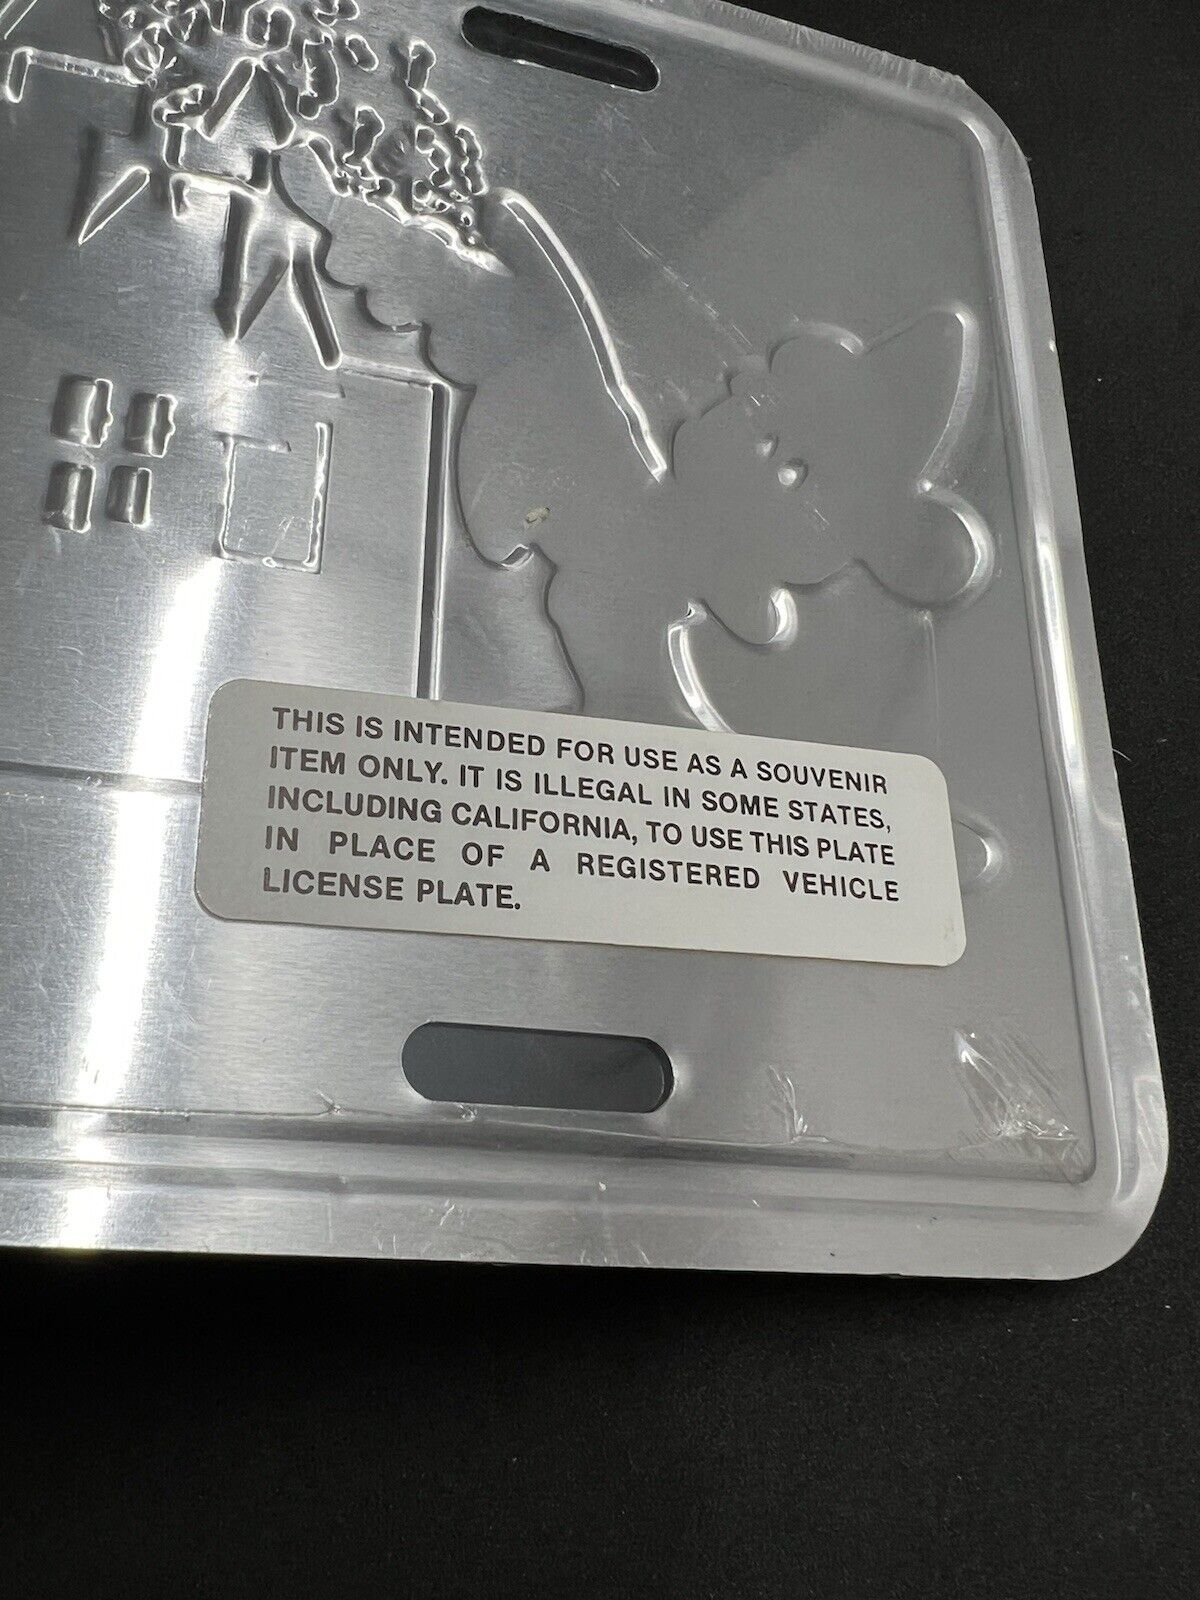 THIS IS INTENDED FOR USE AS A SOUVENIR
ITEM ONLY. IT IS ILLEGAL IN SOME STATES,
INCLUDING CALIFORNIA, TO USE THIS PLATE
IN PLACE OF A REGISTERED VEHICLE
LICENSE PLATE.